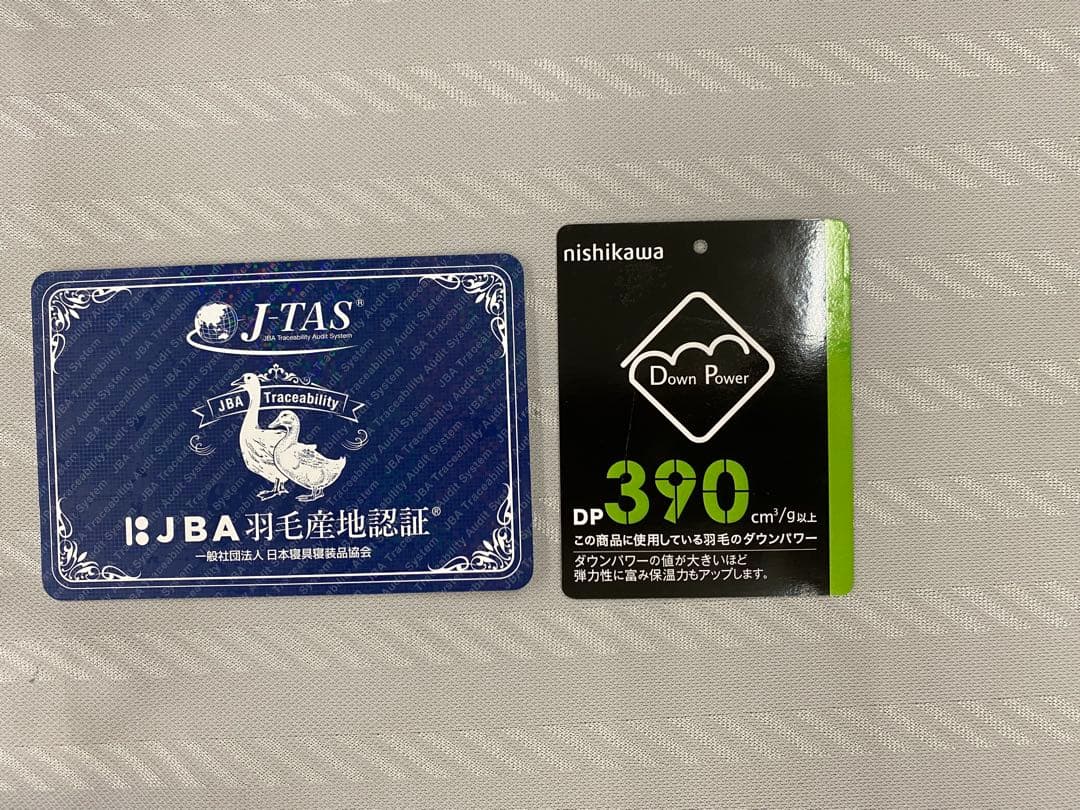 J-TAS®
JBA Traceability Audit System
JBA Traceability
JBA 羽毛産地認証®
一般社団法人 日本寝具寝装品協会
nishikawa
Down Power
DP390cm³/g以上
この商品に使用している羽毛のダウンパワー
ダウンパワーの値が大きいほど
弾力性に富み保温力もアップします。